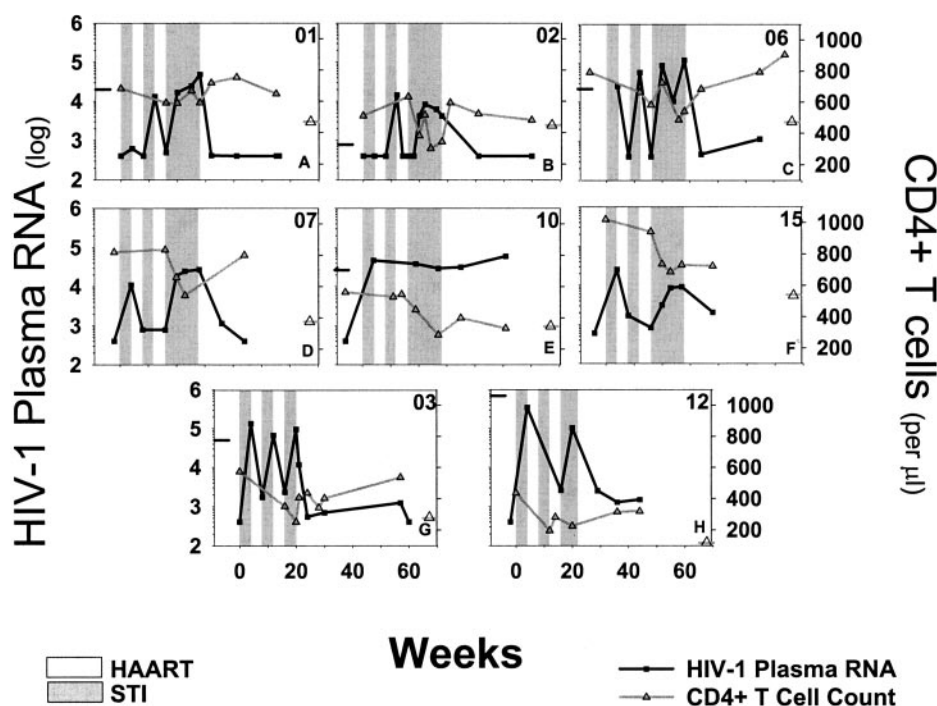 HIV-1 Plasma RNA (log)
CD4+ T cells (per µl)
6 5 4 3 2
01
A
02
B
06
C
1000 800 600 400 200
6 5 4 3 2
07
D
10
E
15
F
1000 800 600 400 200
6 5 4 3 2
03
G
12
H
1000 800 600 400 200
0 20 40 60
0 20 40 60
Weeks
HAART
STI
HIV-1 Plasma RNA
CD4+ T Cell Count